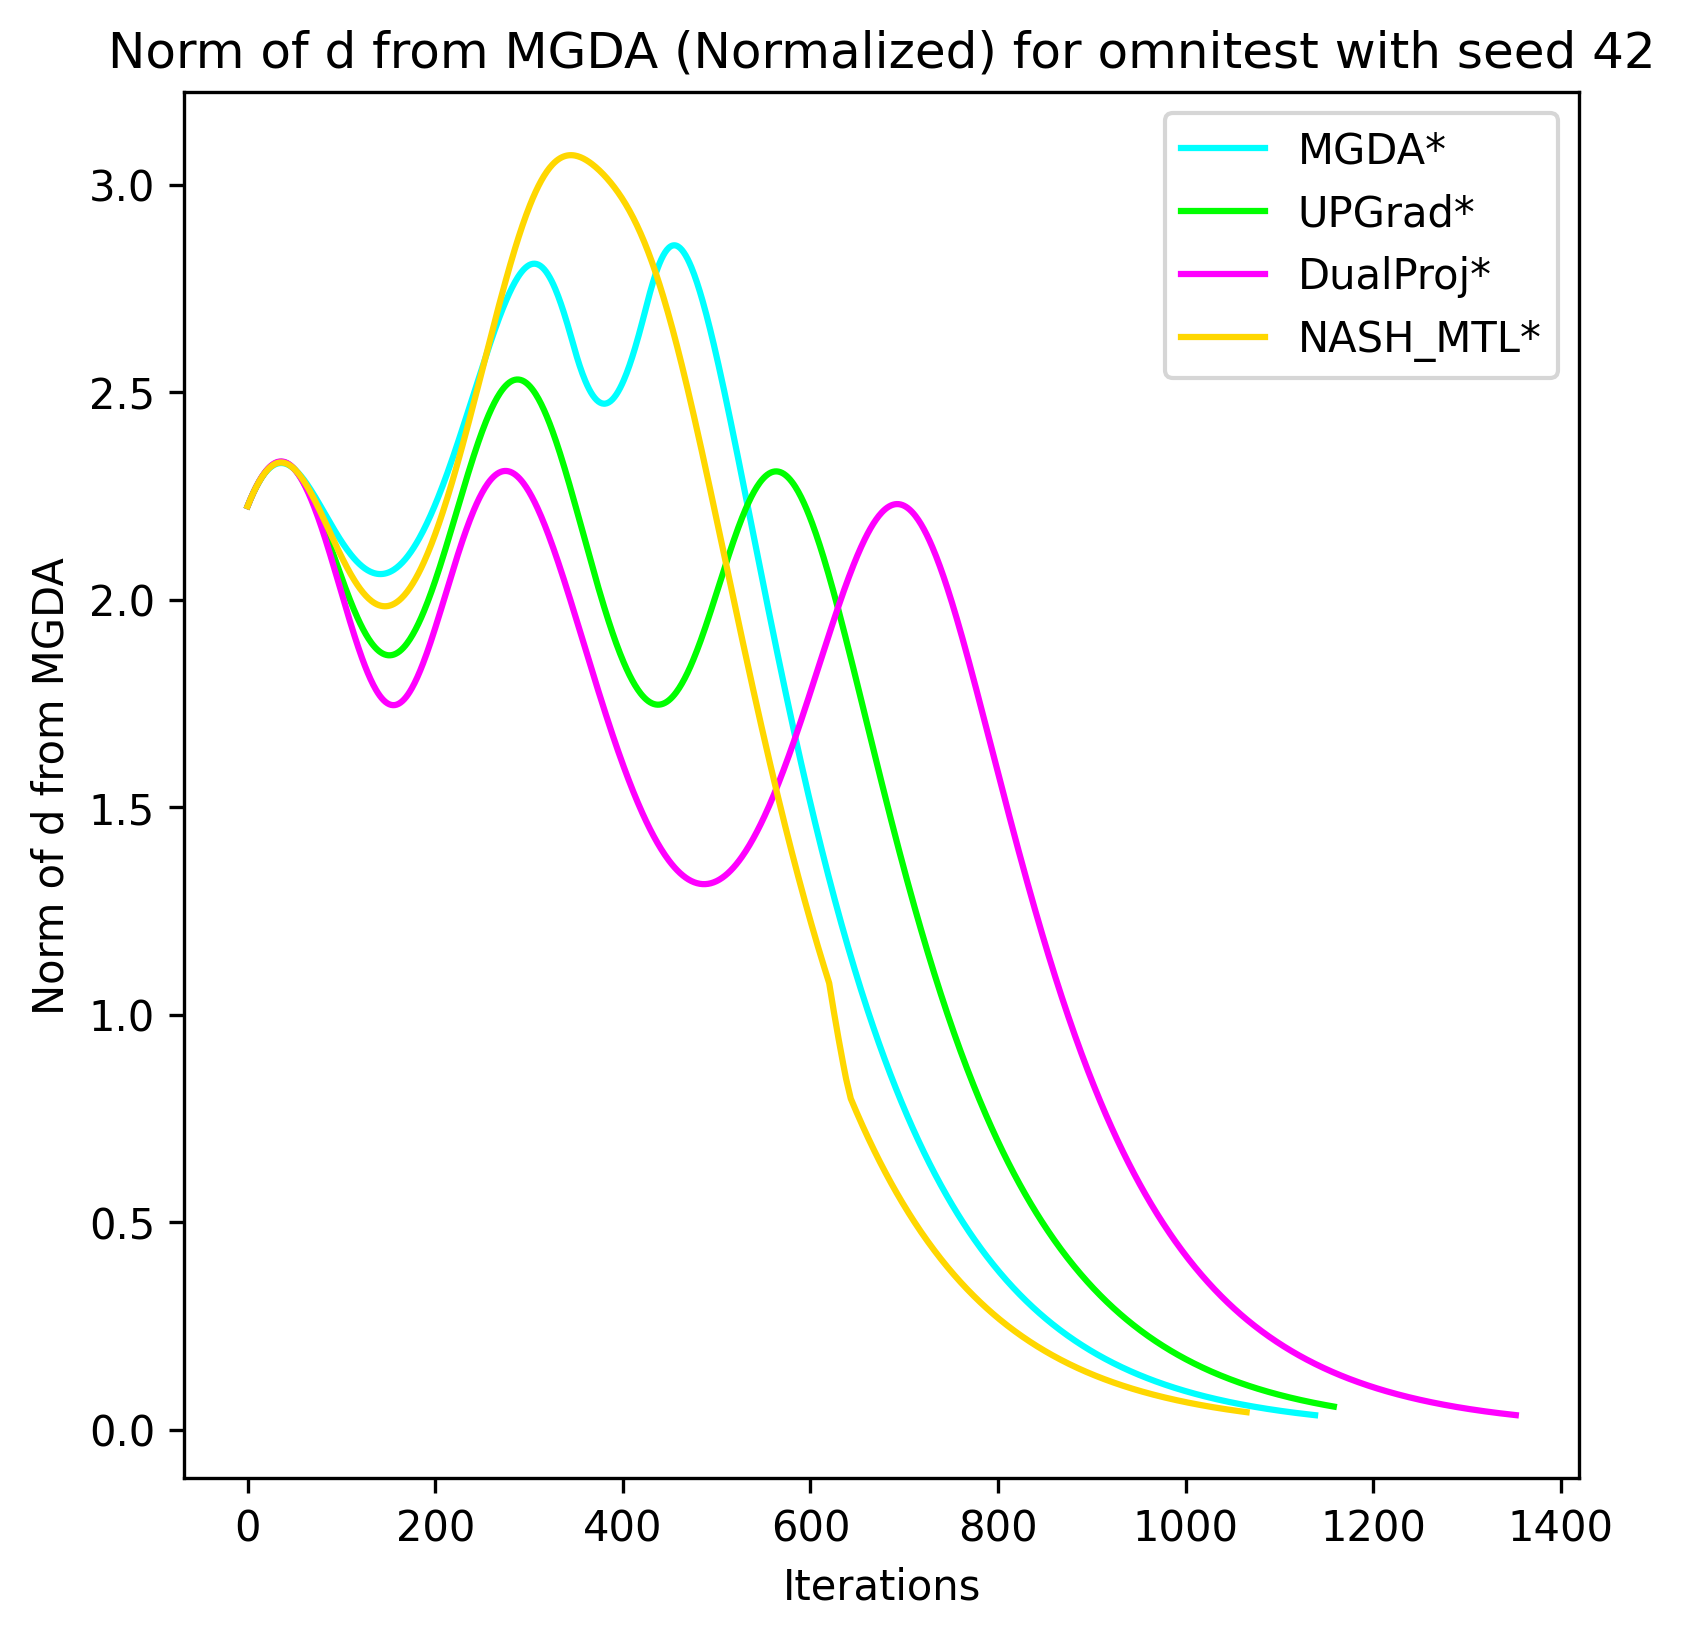 Norm of d from MGDA (Normalized) for omnitest with seed 42
MGDA*
UPGrad*
DualProj*
NASH_MTL*
Norm of d from MGDA
3.0
2.5
2.0
1.5
1.0
0.5
0.0
0 200 400 600 800 1000 1200 1400
Iterations